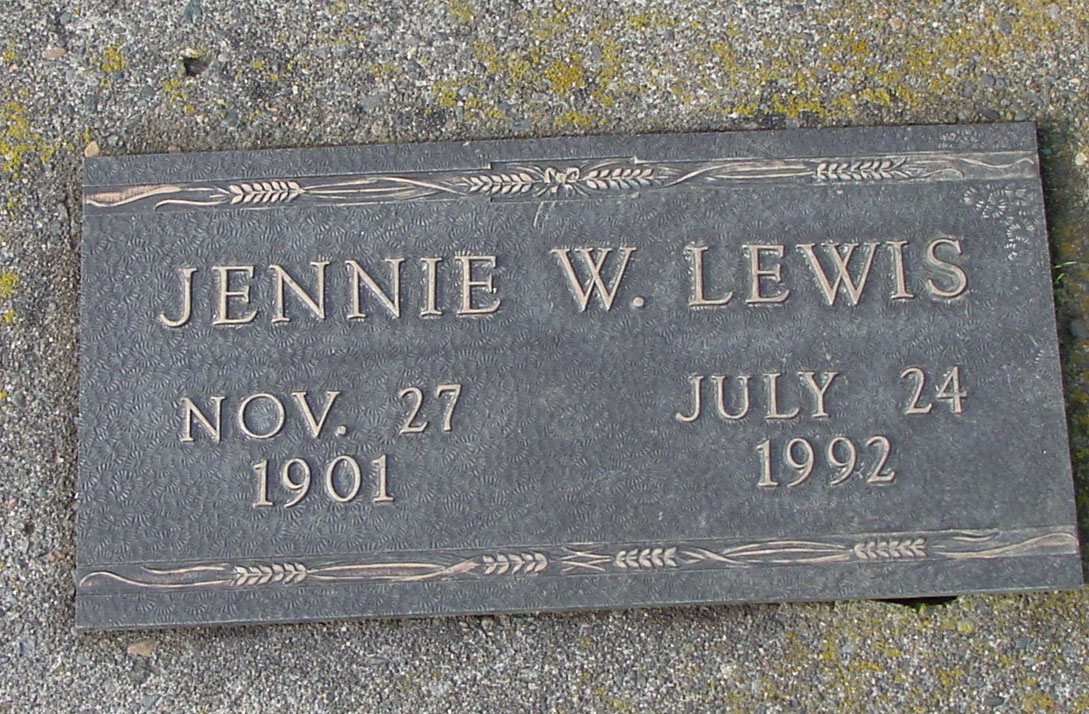 JENNIE W. LEWIS
NOV. 27 JULY 24
1901 1992